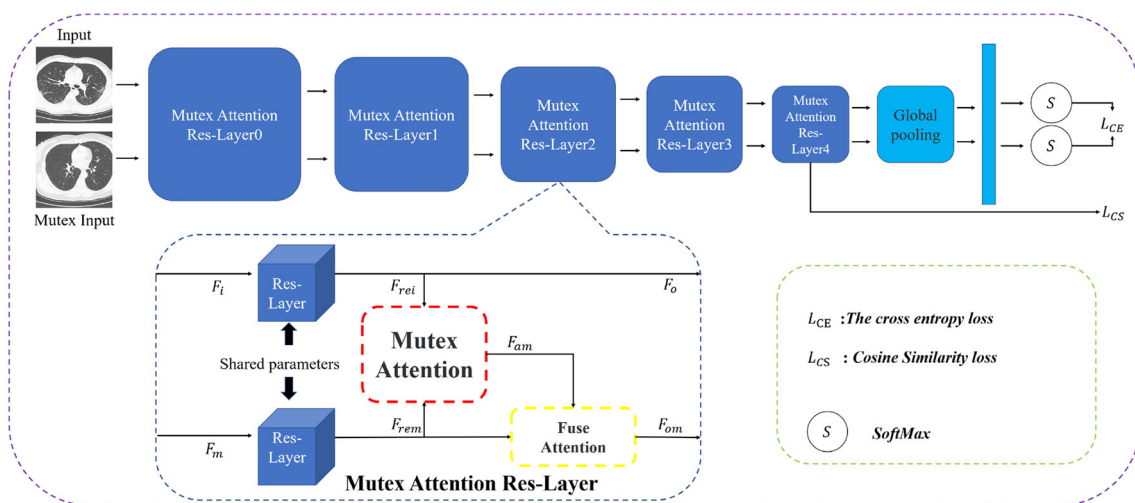 Input
Mutex Attention
Res-Layer0
Mutex Attention
Res-Layer1
Mutex
Attention
Res-Layer2
Mutex
Attention
Res-Layer3
Mutex
Attention
Res-
Layer4
Global
pooling
S
S
L_CE
Mutex Input
L_CS
F_i
Res-
Layer
F_rei
F_o
Shared parameters
Mutex
Attention
F_am
F_m
Res-
Layer
F_rem
Fuse
Attention
F_om
Mutex Attention Res-Layer
L_CE :The cross entropy loss
L_CS : Cosine Similarity loss
S SoftMax